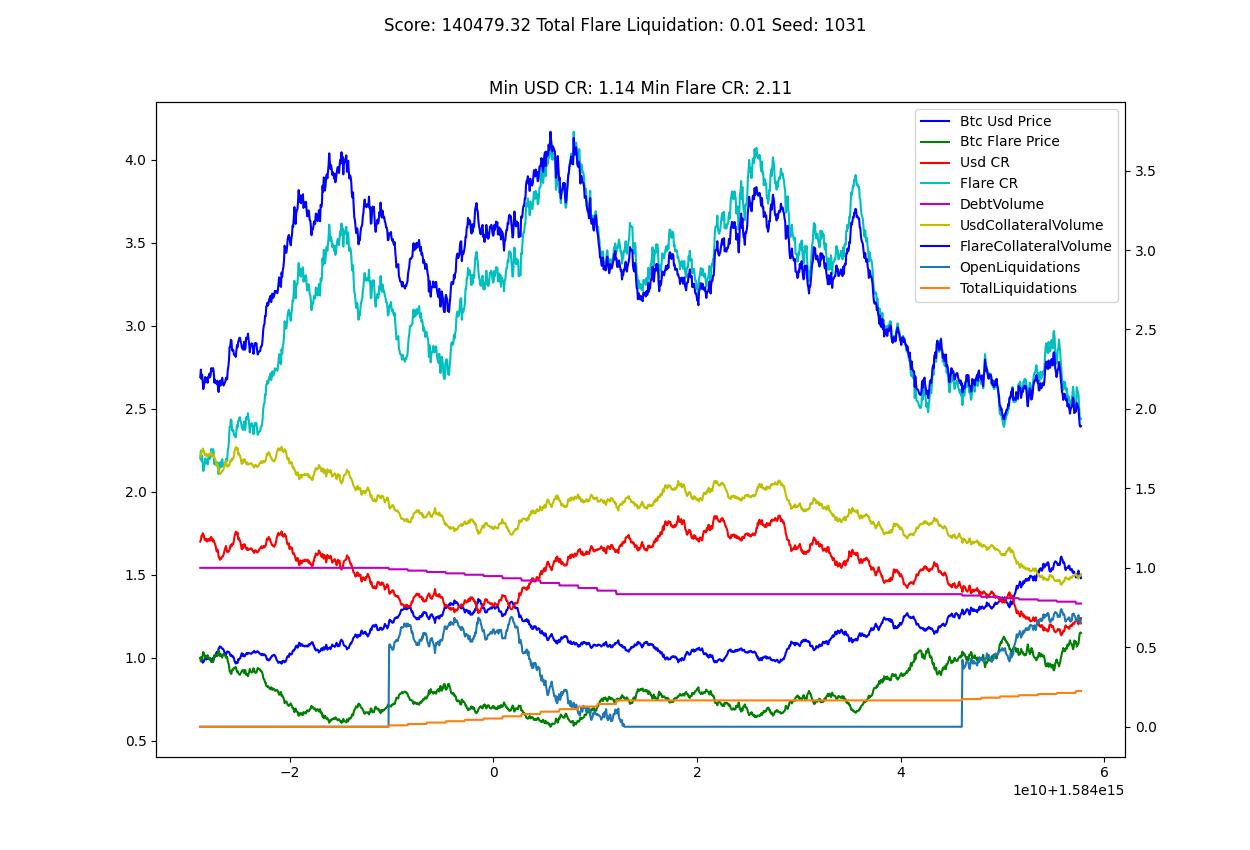 Score: 140479.32 Total Flare Liquidation: 0.01 Seed: 1031
Min USD CR: 1.14 Min Flare CR: 2.11
Btc Usd Price
Btc Flare Price
Usd CR
Flare CR
DebtVolume
UsdCollateralVolume
FlareCollateralVolume
OpenLiquidations
TotalLiquidations
4.0
3.5
3.0
2.5
2.0
1.5
1.0
0.5
3.5
3.0
2.5
2.0
1.5
1.0
0.5
0.0
−2 0 2 4 6
1e10+1.584e15